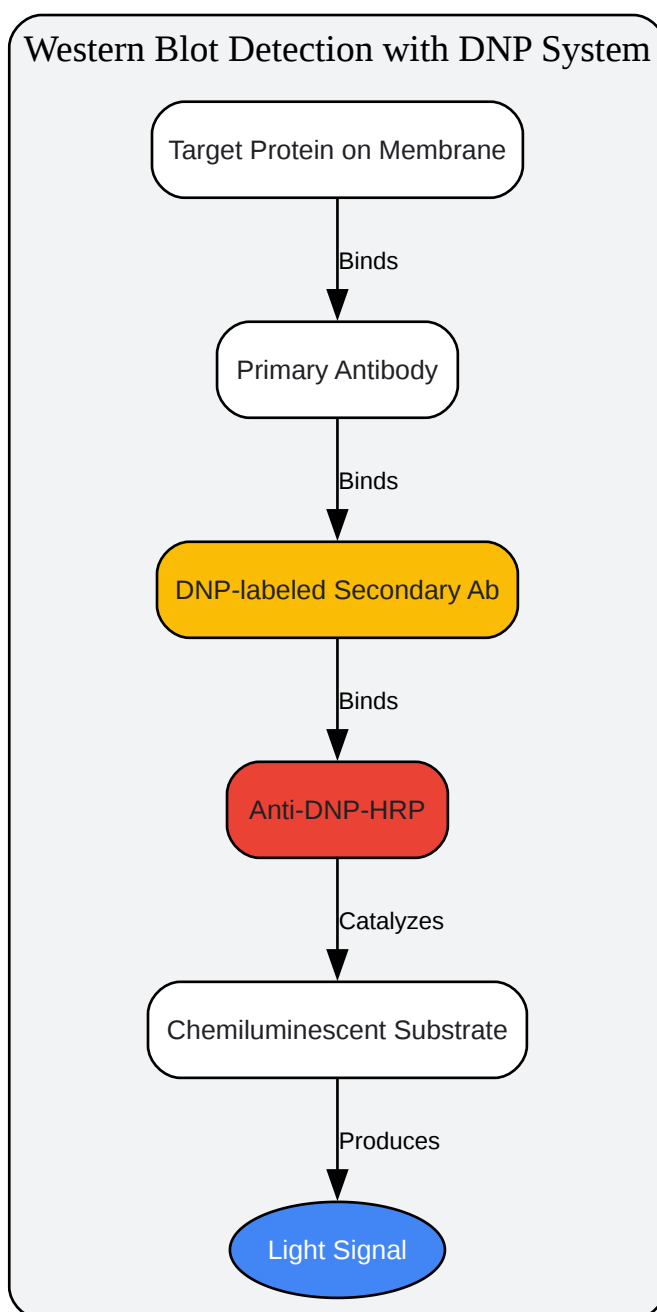 Western Blot Detection with DNP System
Target Protein on Membrane
Binds
Primary Antibody
Binds
DNP-labeled Secondary Ab
Binds
Anti-DNP-HRP
Catalyzes
Chemiluminescent Substrate
Produces
Light Signal